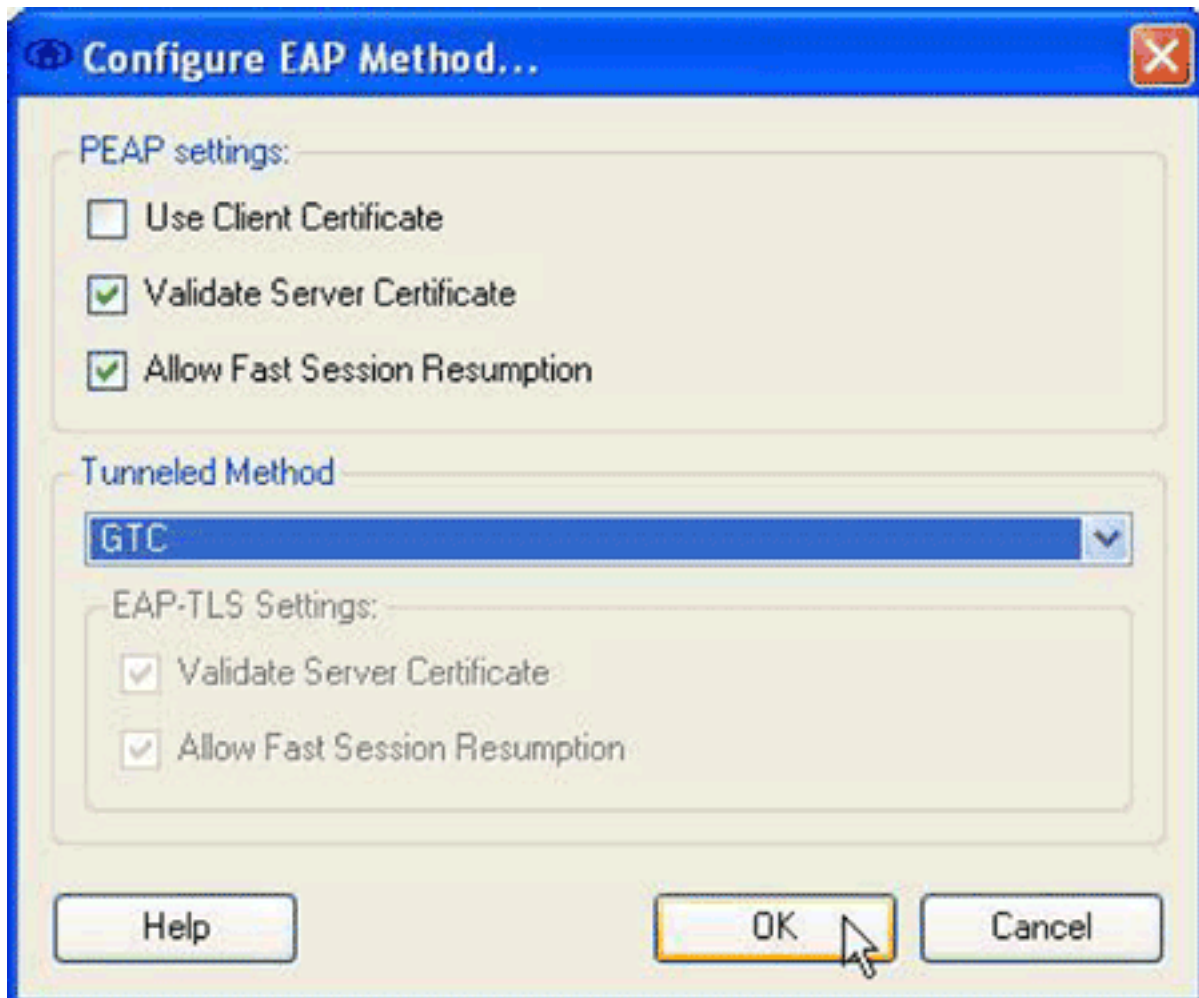 Configure EAP Method...
PEAP settings:
Use Client Certificate
Validate Server Certificate
Allow Fast Session Resumption
Tunneled Method
GTC
EAP-TLS Settings:
Validate Server Certificate
Allow Fast Session Resumption
Help
OK
Cancel